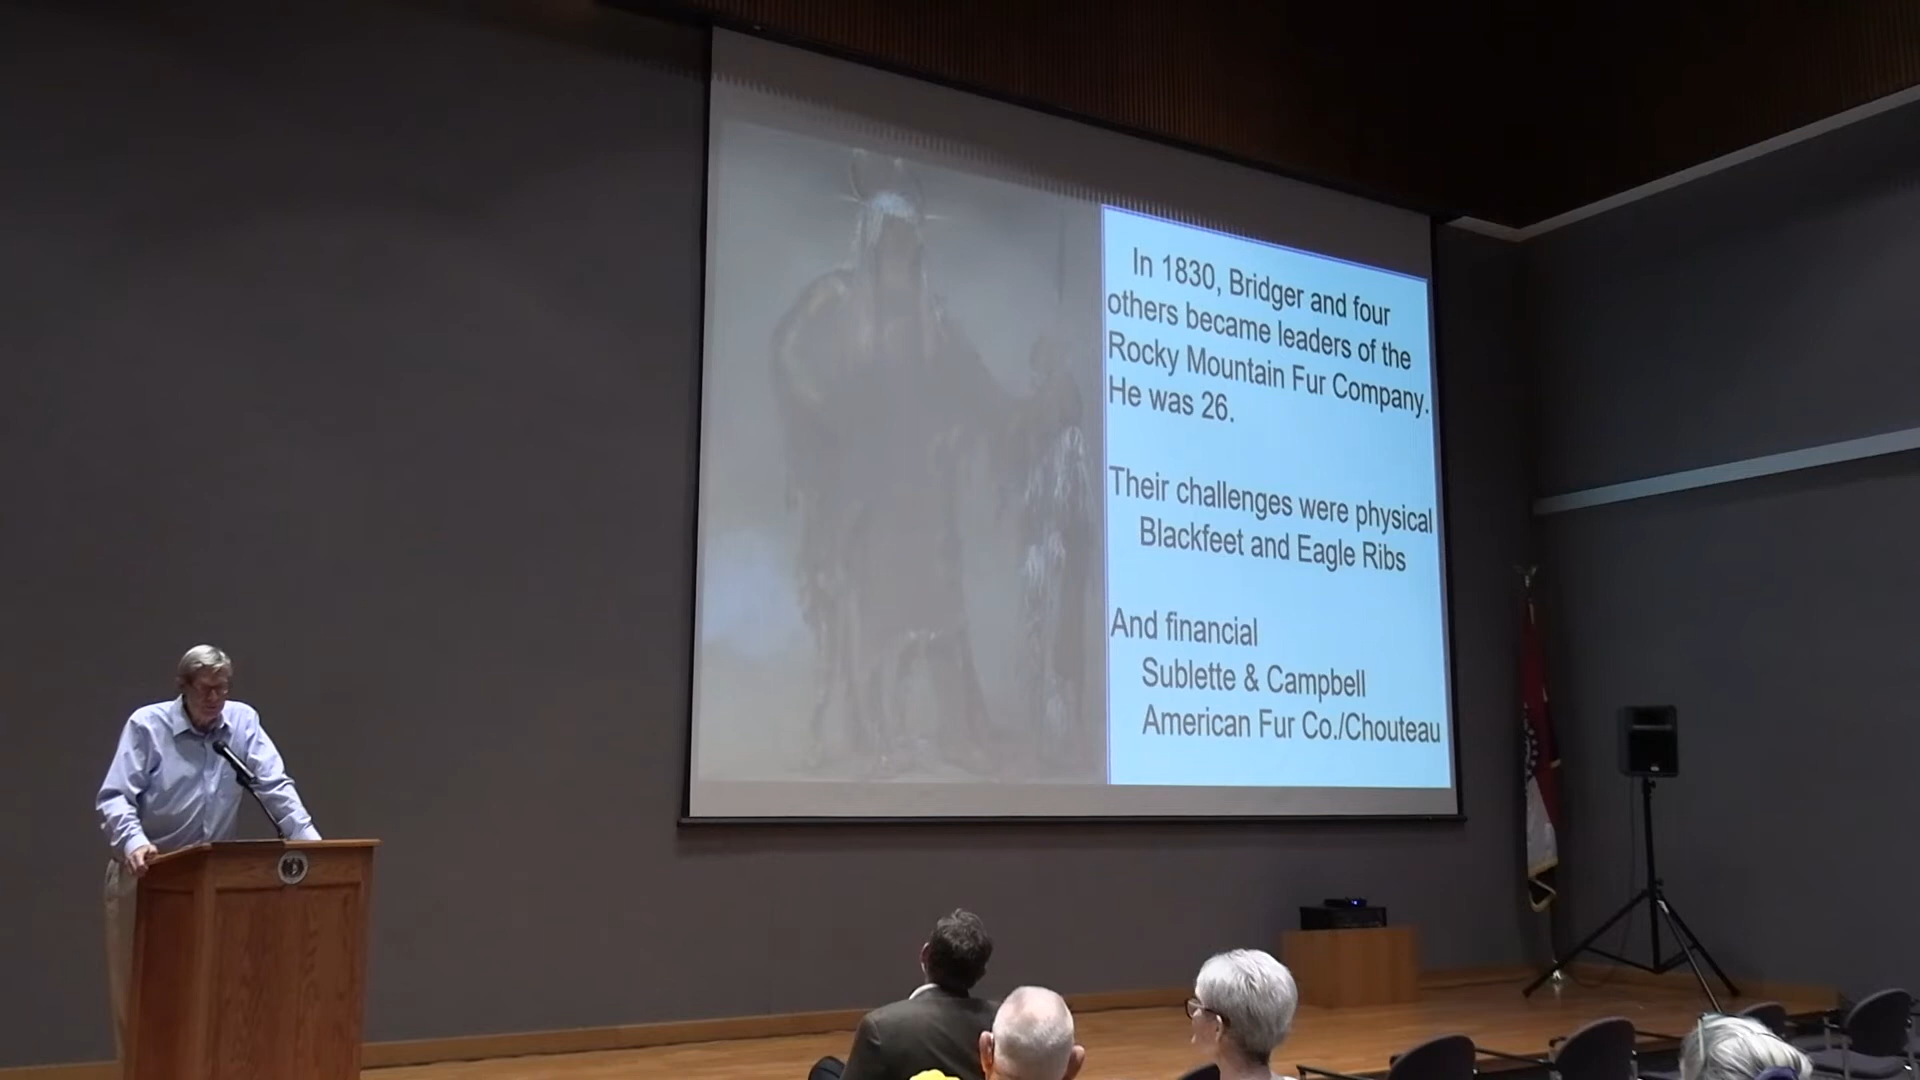 In 1830, Bridger and four
others became leaders of the
Rocky Mountain Fur Company.
He was 26.
Their challenges were physical
Blackfeet and Eagle Ribs
And financial
Sublette & Campbell
American Fur Co./Chouteau